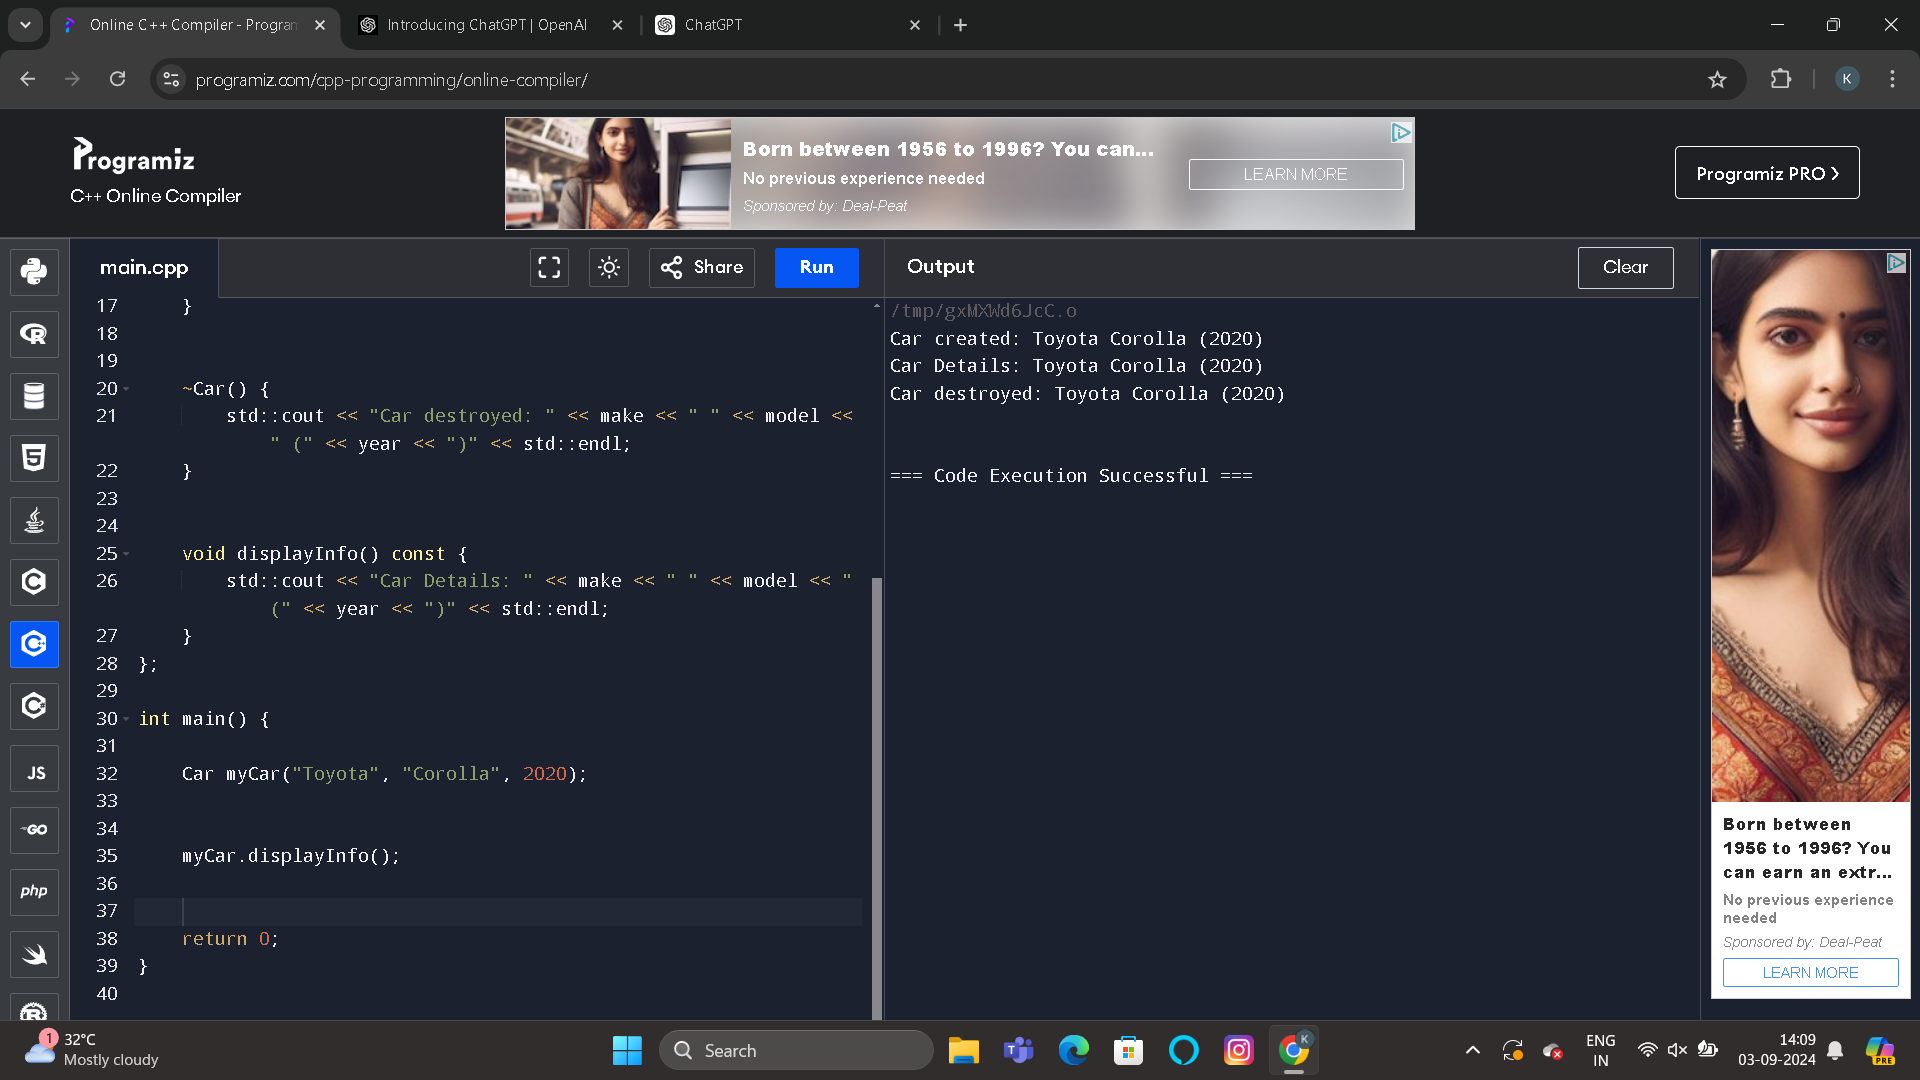 Online C++ Compiler - Program
Introducing ChatGPT | OpenAI
ChatGPT
programiz.com/cpp-programming/online-compiler/
K
Programiz
C++ Online Compiler
Born between 1956 to 1996? You can...
No previous experience needed
Sponsored by: Deal-Peat
LEARN MORE
Programiz PRO
main.cpp
Share
Run
Output
Clear
17 }
18
19
20 ~Car() {
21 std::cout << "Car destroyed: " << make << " " << model <<
" (" << year << ")" << std::endl;
22 }
23
24
25 void displayInfo() const {
26 std::cout << "Car Details: " << make << " " << model << "
(" << year << ")" << std::endl;
27 }
28 };
29
30 int main() {
31
32 Car myCar("Toyota", "Corolla", 2020);
33
34
35 myCar.displayInfo();
36
37
38 return 0;
39 }
40
/tmp/gxMXWd6JcC.o
Car created: Toyota Corolla (2020)
Car Details: Toyota Corolla (2020)
Car destroyed: Toyota Corolla (2020)
=== Code Execution Successful ===
R
5
C
C
C
JS
GO
php
R
Born between
1956 to 1996? You
can earn an extr...
No previous experience
needed
Sponsored by: Deal-Peat
LEARN MORE
1
32°C
Mostly cloudy
Search
T
K
ENG
IN
14:09
03-09-2024
PRE